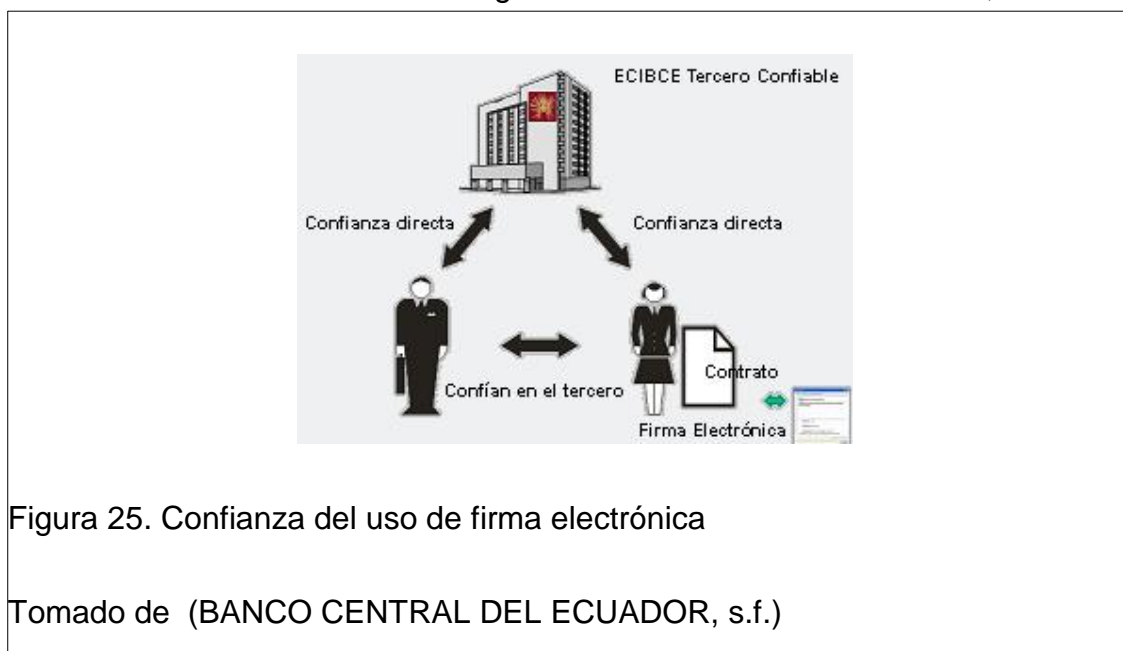 ECIBCE Tercero Confiable
Confianza directa
Confianza directa
Confían en el tercero
Contrato
Firma Electrónica
Figura 25. Confianza del uso de firma electrónica
Tomado de (BANCO CENTRAL DEL ECUADOR, s.f.)